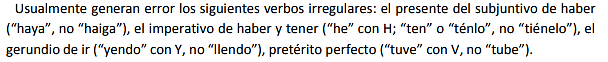 Usualmente generan error los siguientes verbos irregulares: el presente del subjuntivo de haber
(“haya”, no “haiga”), el imperativo de haber y tener (“he” con H; “ten” o “ténlo”, no “tiénelo”), el
gerundio de ir (“yendo” con Y, no “llendo”), pretérito perfecto (“tuve” con V, no “tube”).